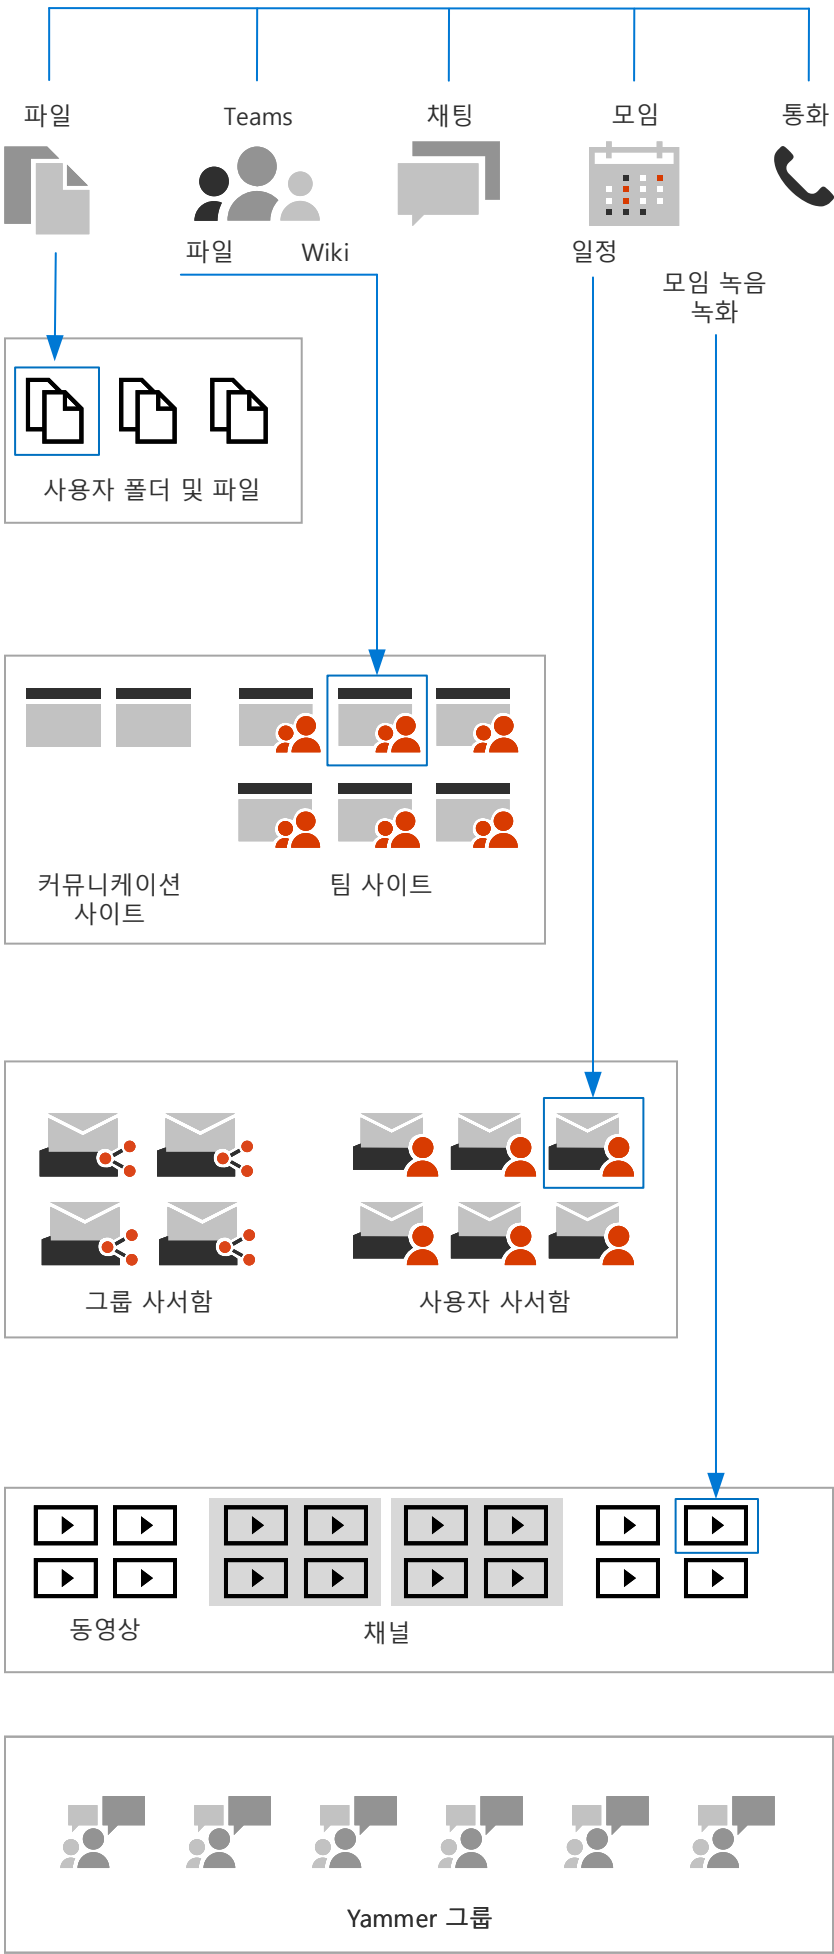 파일
Teams
채팅
모임
통화
파일
Wiki
일정
모임 녹음
녹화
사용자 폴더 및 파일
커뮤니케이션
사이트
팀 사이트
그룹 사서함
사용자 사서함
동영상
채널
Yammer 그룹